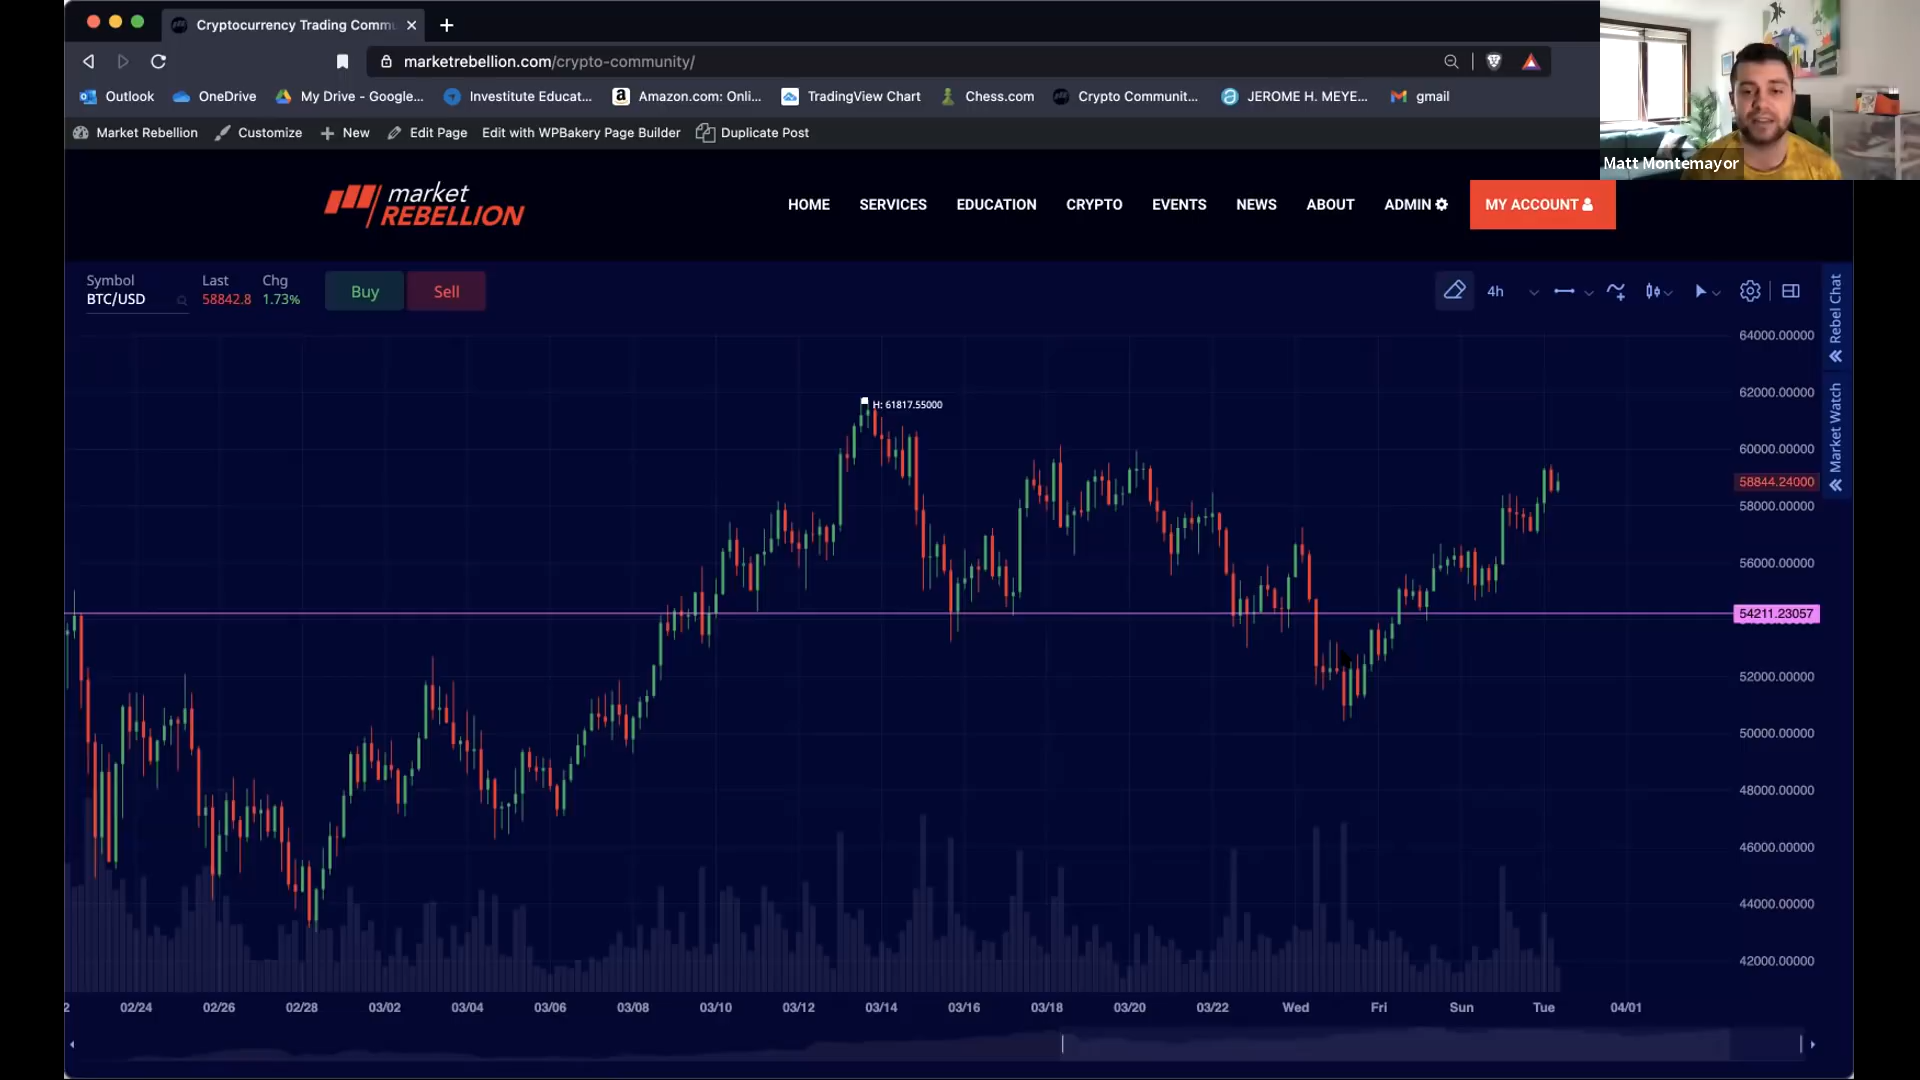 Cryptocurrency Trading Commu
marketrebellion.com/crypto-community/
Outlook OneDrive My Drive - Google... Investitute Educat... Amazon.com: Onli... TradingView Chart Chess.com Crypto Communit... JEROME H. MEYE... gmail
Market Rebellion Customize New Edit Page Edit with WPBakery Page Builder Duplicate Post
Matt Montemayor
market
REBELLION
HOME SERVICES EDUCATION CRYPTO EVENTS NEWS ABOUT ADMIN MY ACCOUNT
Symbol Last Chg
BTC/USD 58842.8 1.73%
Buy Sell
4h
Rebel Chat
Market Watch
H: 61817.55000
64000.00000
62000.00000
60000.00000
58844.24000
58000.00000
56000.00000
54211.23057
52000.00000
50000.00000
48000.00000
46000.00000
44000.00000
42000.00000
2 02/24 02/26 02/28 03/02 03/04 03/06 03/08 03/10 03/12 03/14 03/16 03/18 03/20 03/22 Wed Fri Sun Tue 04/01